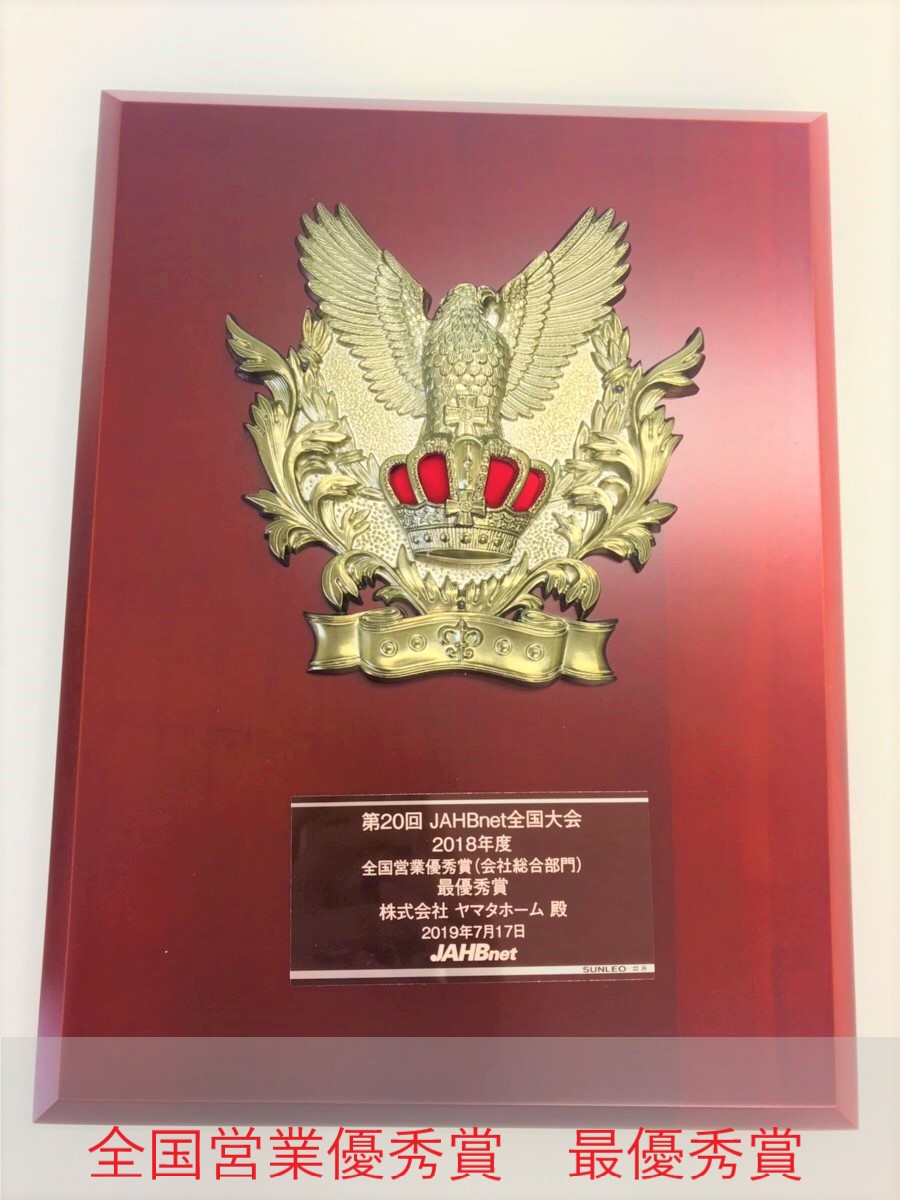 第20回 JAHBnet全国大会
2018年度
全国営業優秀賞(会社総合部門)
最優秀賞
株式会社 ヤマタホーム 殿
2019年7月17日
JAHBnet
SUNLEO #8
全国営業優秀賞　最優秀賞